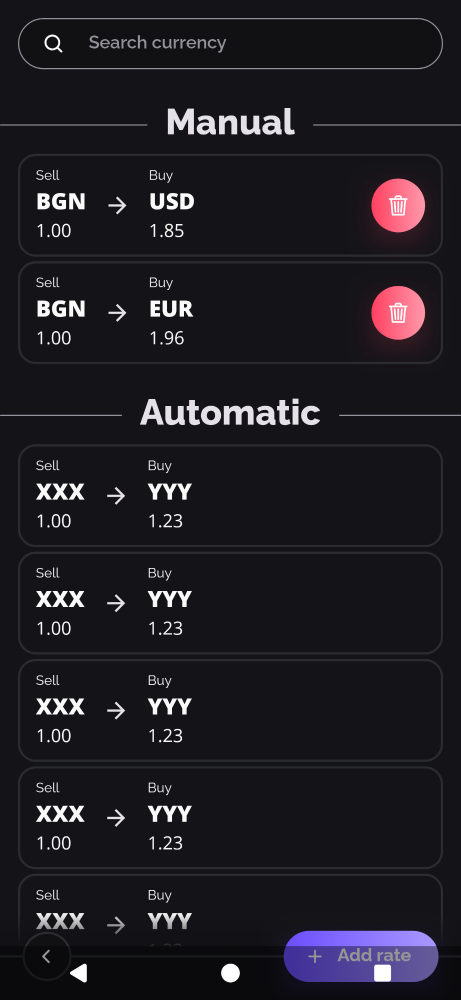 Search currency
Manual
Sell Buy
BGN → USD
1.00 1.85
Sell Buy
BGN → EUR
1.00 1.96
Automatic
Sell Buy
XXX → YYY
1.00 1.23
Sell Buy
XXX → YYY
1.00 1.23
Sell Buy
XXX → YYY
1.00 1.23
Sell Buy
XXX → YYY
1.00 1.23
Sell Buy
XXX → YYY
+ Add rate